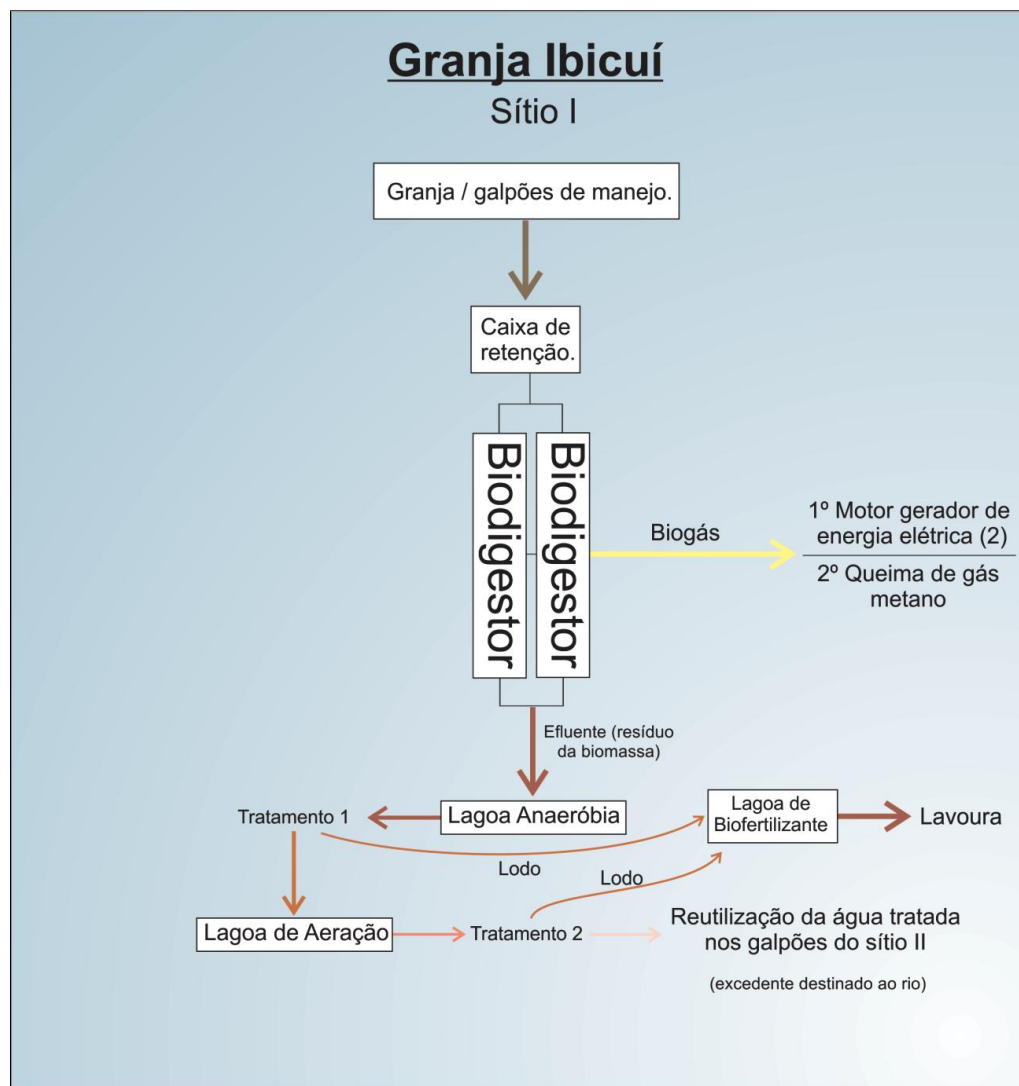 Granja Ibicuí
Sítio I
Granja / galpões de manejo.
Caixa de
retenção.
Biodigestor
Biodigestor
Biogás
1º Motor gerador de
energia elétrica (2)
2º Queima de gás
metano
Efluente (resíduo
da biomassa)
Tratamento 1
Lagoa Anaeróbia
Lagoa de
Biofertilizante
Lavoura
Lodo
Lodo
Lagoa de Aeração
Tratamento 2
Reutilização da água tratada
nos galpões do sítio II
(excedente destinado ao rio)